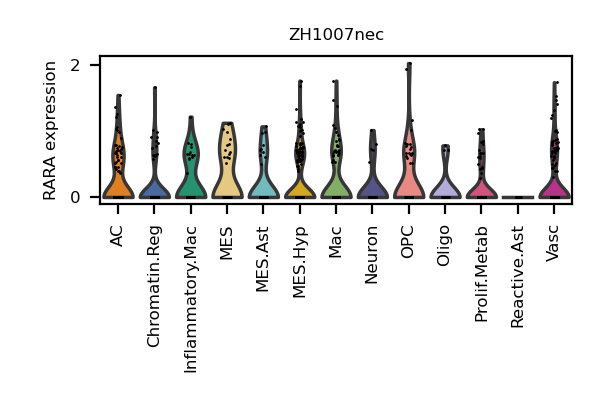 ZH1007nec
RARA expression
2
0
AC
Chromatin.Reg
Inflammatory.Mac
MES
MES.Ast
MES.Hyp
Mac
Neuron
OPC
Oligo
Prolif.Metab
Reactive.Ast
Vasc